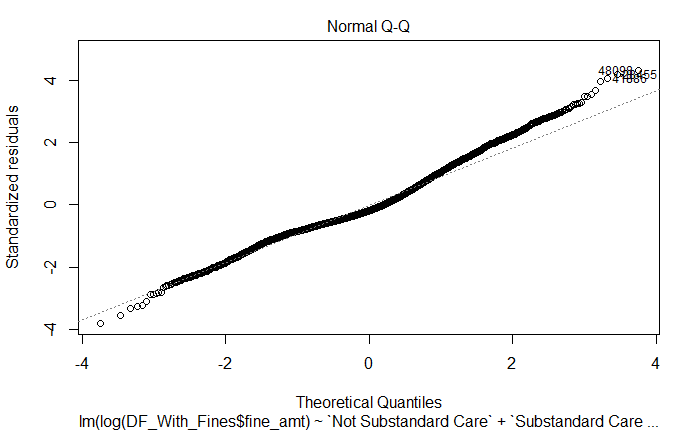 Normal Q-Q
48099
Standardized residuals
4
2
0
-2
-4
-4
-2
0
2
4
Theoretical Quantiles
lm(log(DF_With_Fines$fine_amt) ~ `Not Substandard Care` + `Substandard Care ...